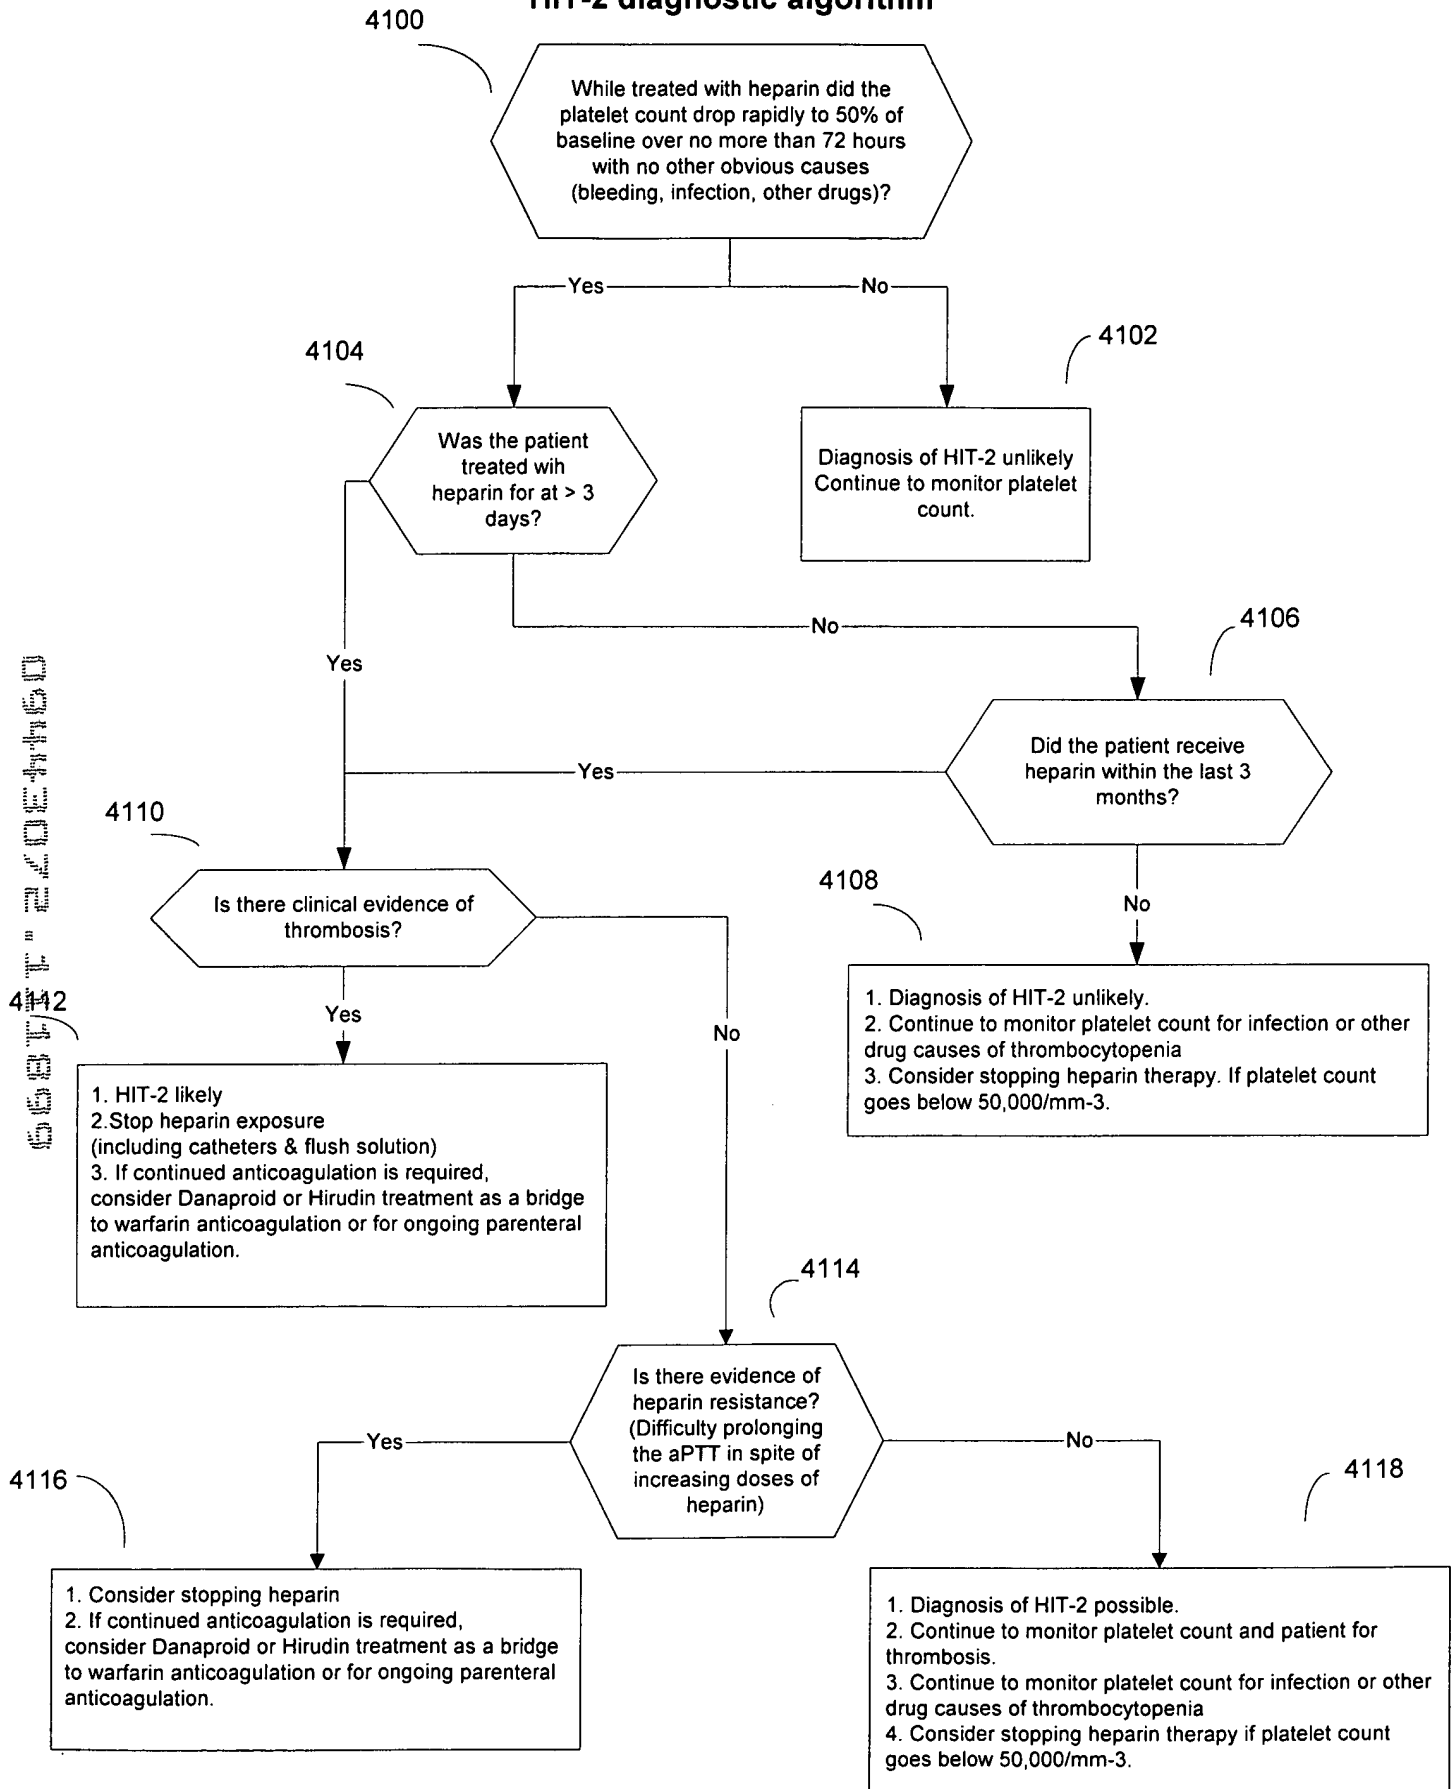 HIT-2 diagnostic algorithm
4100
While treated with heparin did the
platelet count drop rapidly to 50% of
baseline over no more than 72 hours
with no other obvious causes
(bleeding, infection, other drugs)?
Yes
No
4104
4102
Was the patient
treated wih
heparin for at > 3
days?
Diagnosis of HIT-2 unlikely
Continue to monitor platelet
count.
No
4106
Yes
Did the patient receive
heparin within the last 3
months?
Yes
4110
Is there clinical evidence of
thrombosis?
4108
No
1. Diagnosis of HIT-2 unlikely.
2. Continue to monitor platelet count for infection or other
drug causes of thrombocytopenia
3. Consider stopping heparin therapy. If platelet count
goes below 50,000/mm-3.
4112
Yes
No
1. HIT-2 likely
2.Stop heparin exposure
(including catheters & flush solution)
3. If continued anticoagulation is required,
consider Danaproid or Hirudin treatment as a bridge
to warfarin anticoagulation or for ongoing parenteral
anticoagulation.
4114
Is there evidence of
heparin resistance?
(Difficulty prolonging
the aPTT in spite of
increasing doses of
heparin)
Yes
No
4116
4118
1. Consider stopping heparin
2. If continued anticoagulation is required,
consider Danaproid or Hirudin treatment as a bridge
to warfarin anticoagulation or for ongoing parenteral
anticoagulation.
1. Diagnosis of HIT-2 possible.
2. Continue to monitor platelet count and patient for
thrombosis.
3. Continue to monitor platelet count for infection or other
drug causes of thrombocytopenia
4. Consider stopping heparin therapy if platelet count
goes below 50,000/mm-3.
09443072.111899